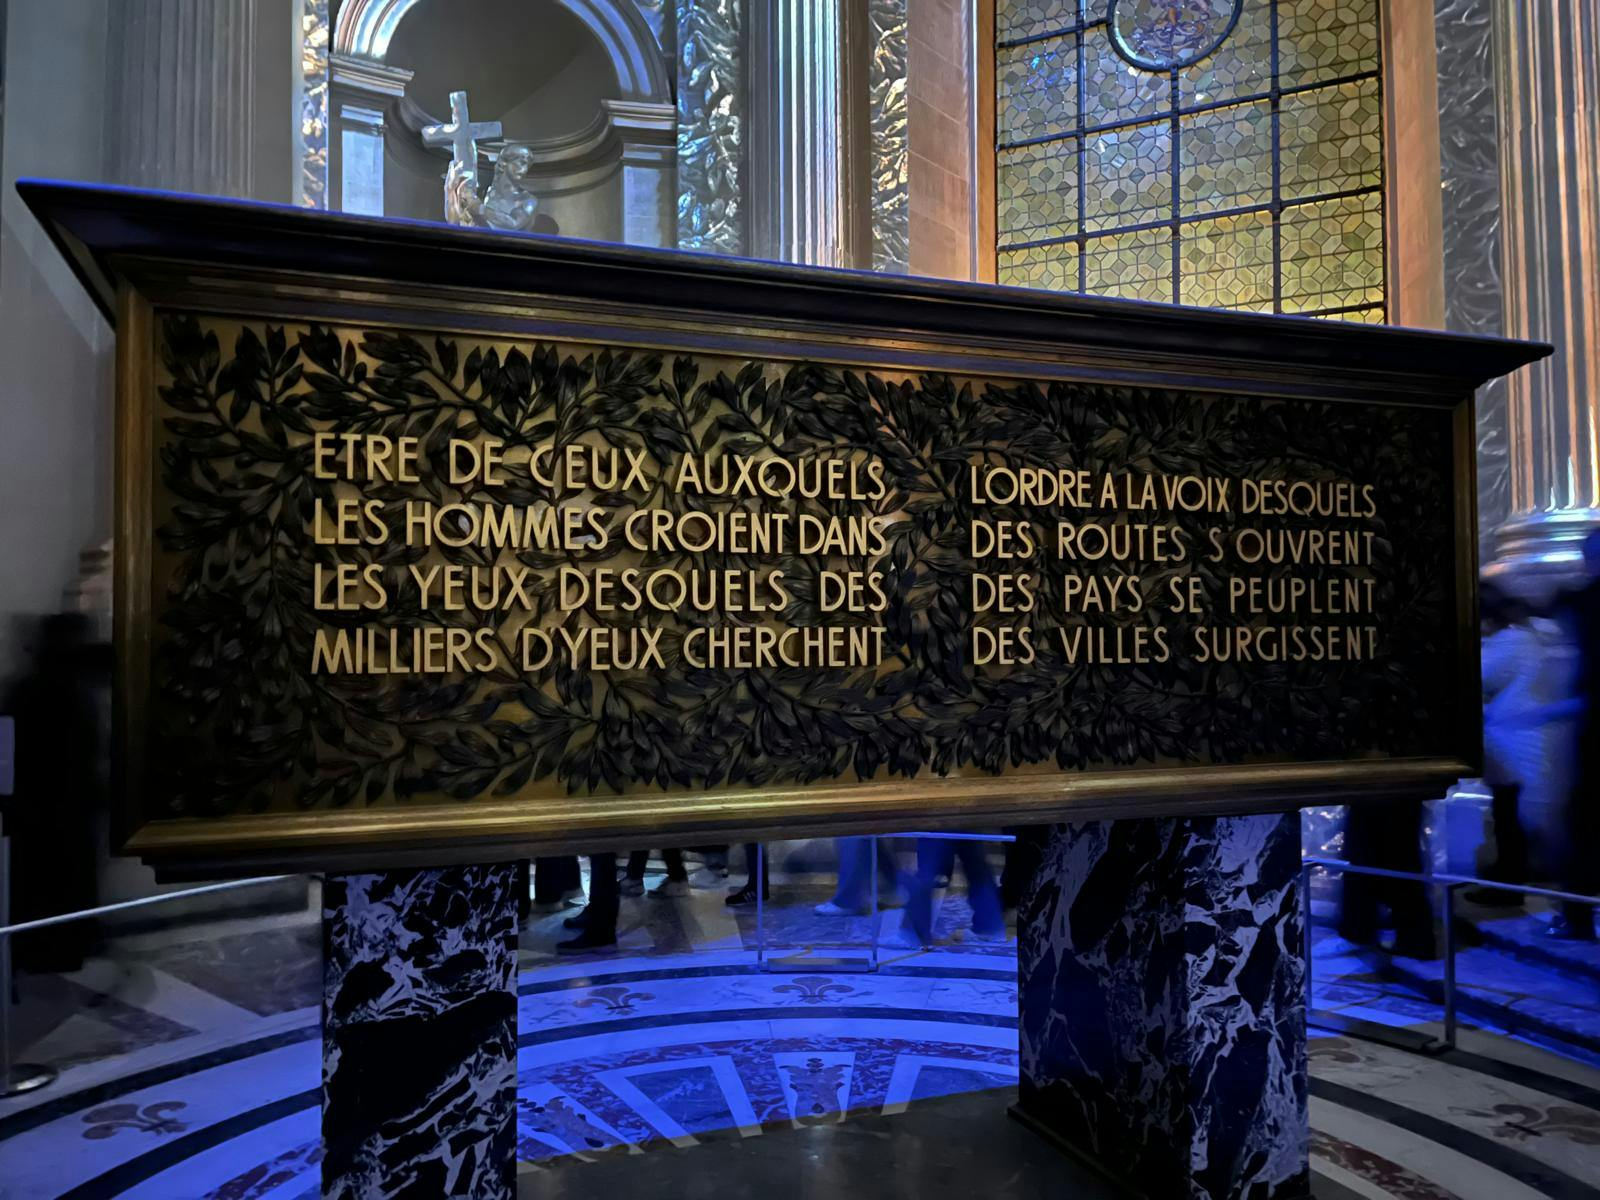 ETRE DE CEUX AUXQUELS
LES HOMMES CROIENT DANS
LES YEUX DESQUELS DES
MILLIERS D'YEUX CHERCHENT
L'ORDRE A LA VOIX DESQUELS
DES ROUTES S'OUVRENT
DES PAYS SE PEUPLENT
DES VILLES SURGISSENT